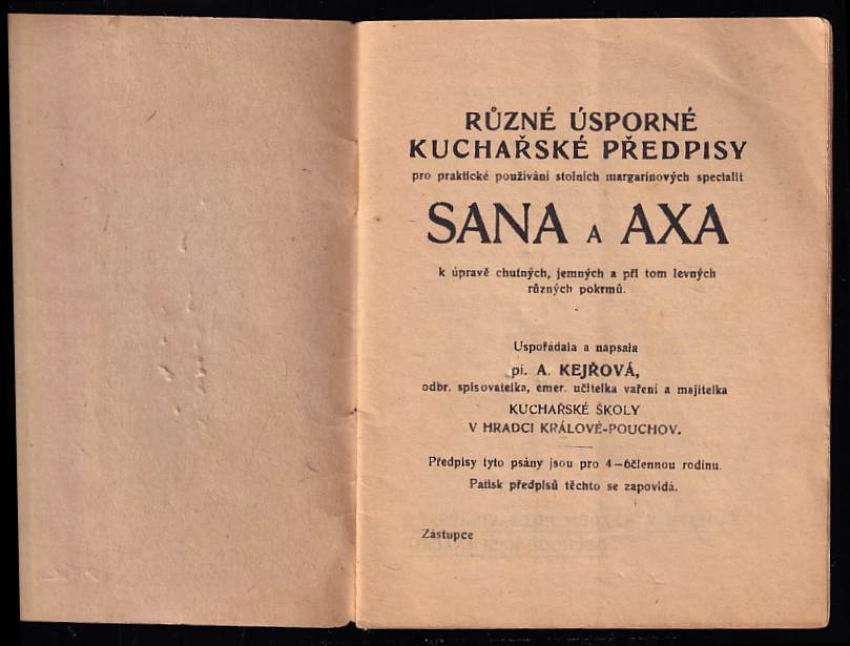 RŮZNÉ ÚSPORNÉ
KUCHAŘSKÉ PŘEDPISY
pro praktické používání stolních margarinových specialit
SANA A AXA
k úpravě chutných, jemných a při tom levných
různých pokrmů.
Uspořádala a napsala
pí. A. KEJŘOVÁ,
odbr. spisovatelka, emer. učitelka vaření a majitelka
KUCHAŘSKÉ ŠKOLY
V HRADCI KRÁLOVÉ-POUCHOV.
Předpisy tyto psány jsou pro 4—6člennou rodinu.
Patisk předpisů těchto se zapovídá.
Zástupce